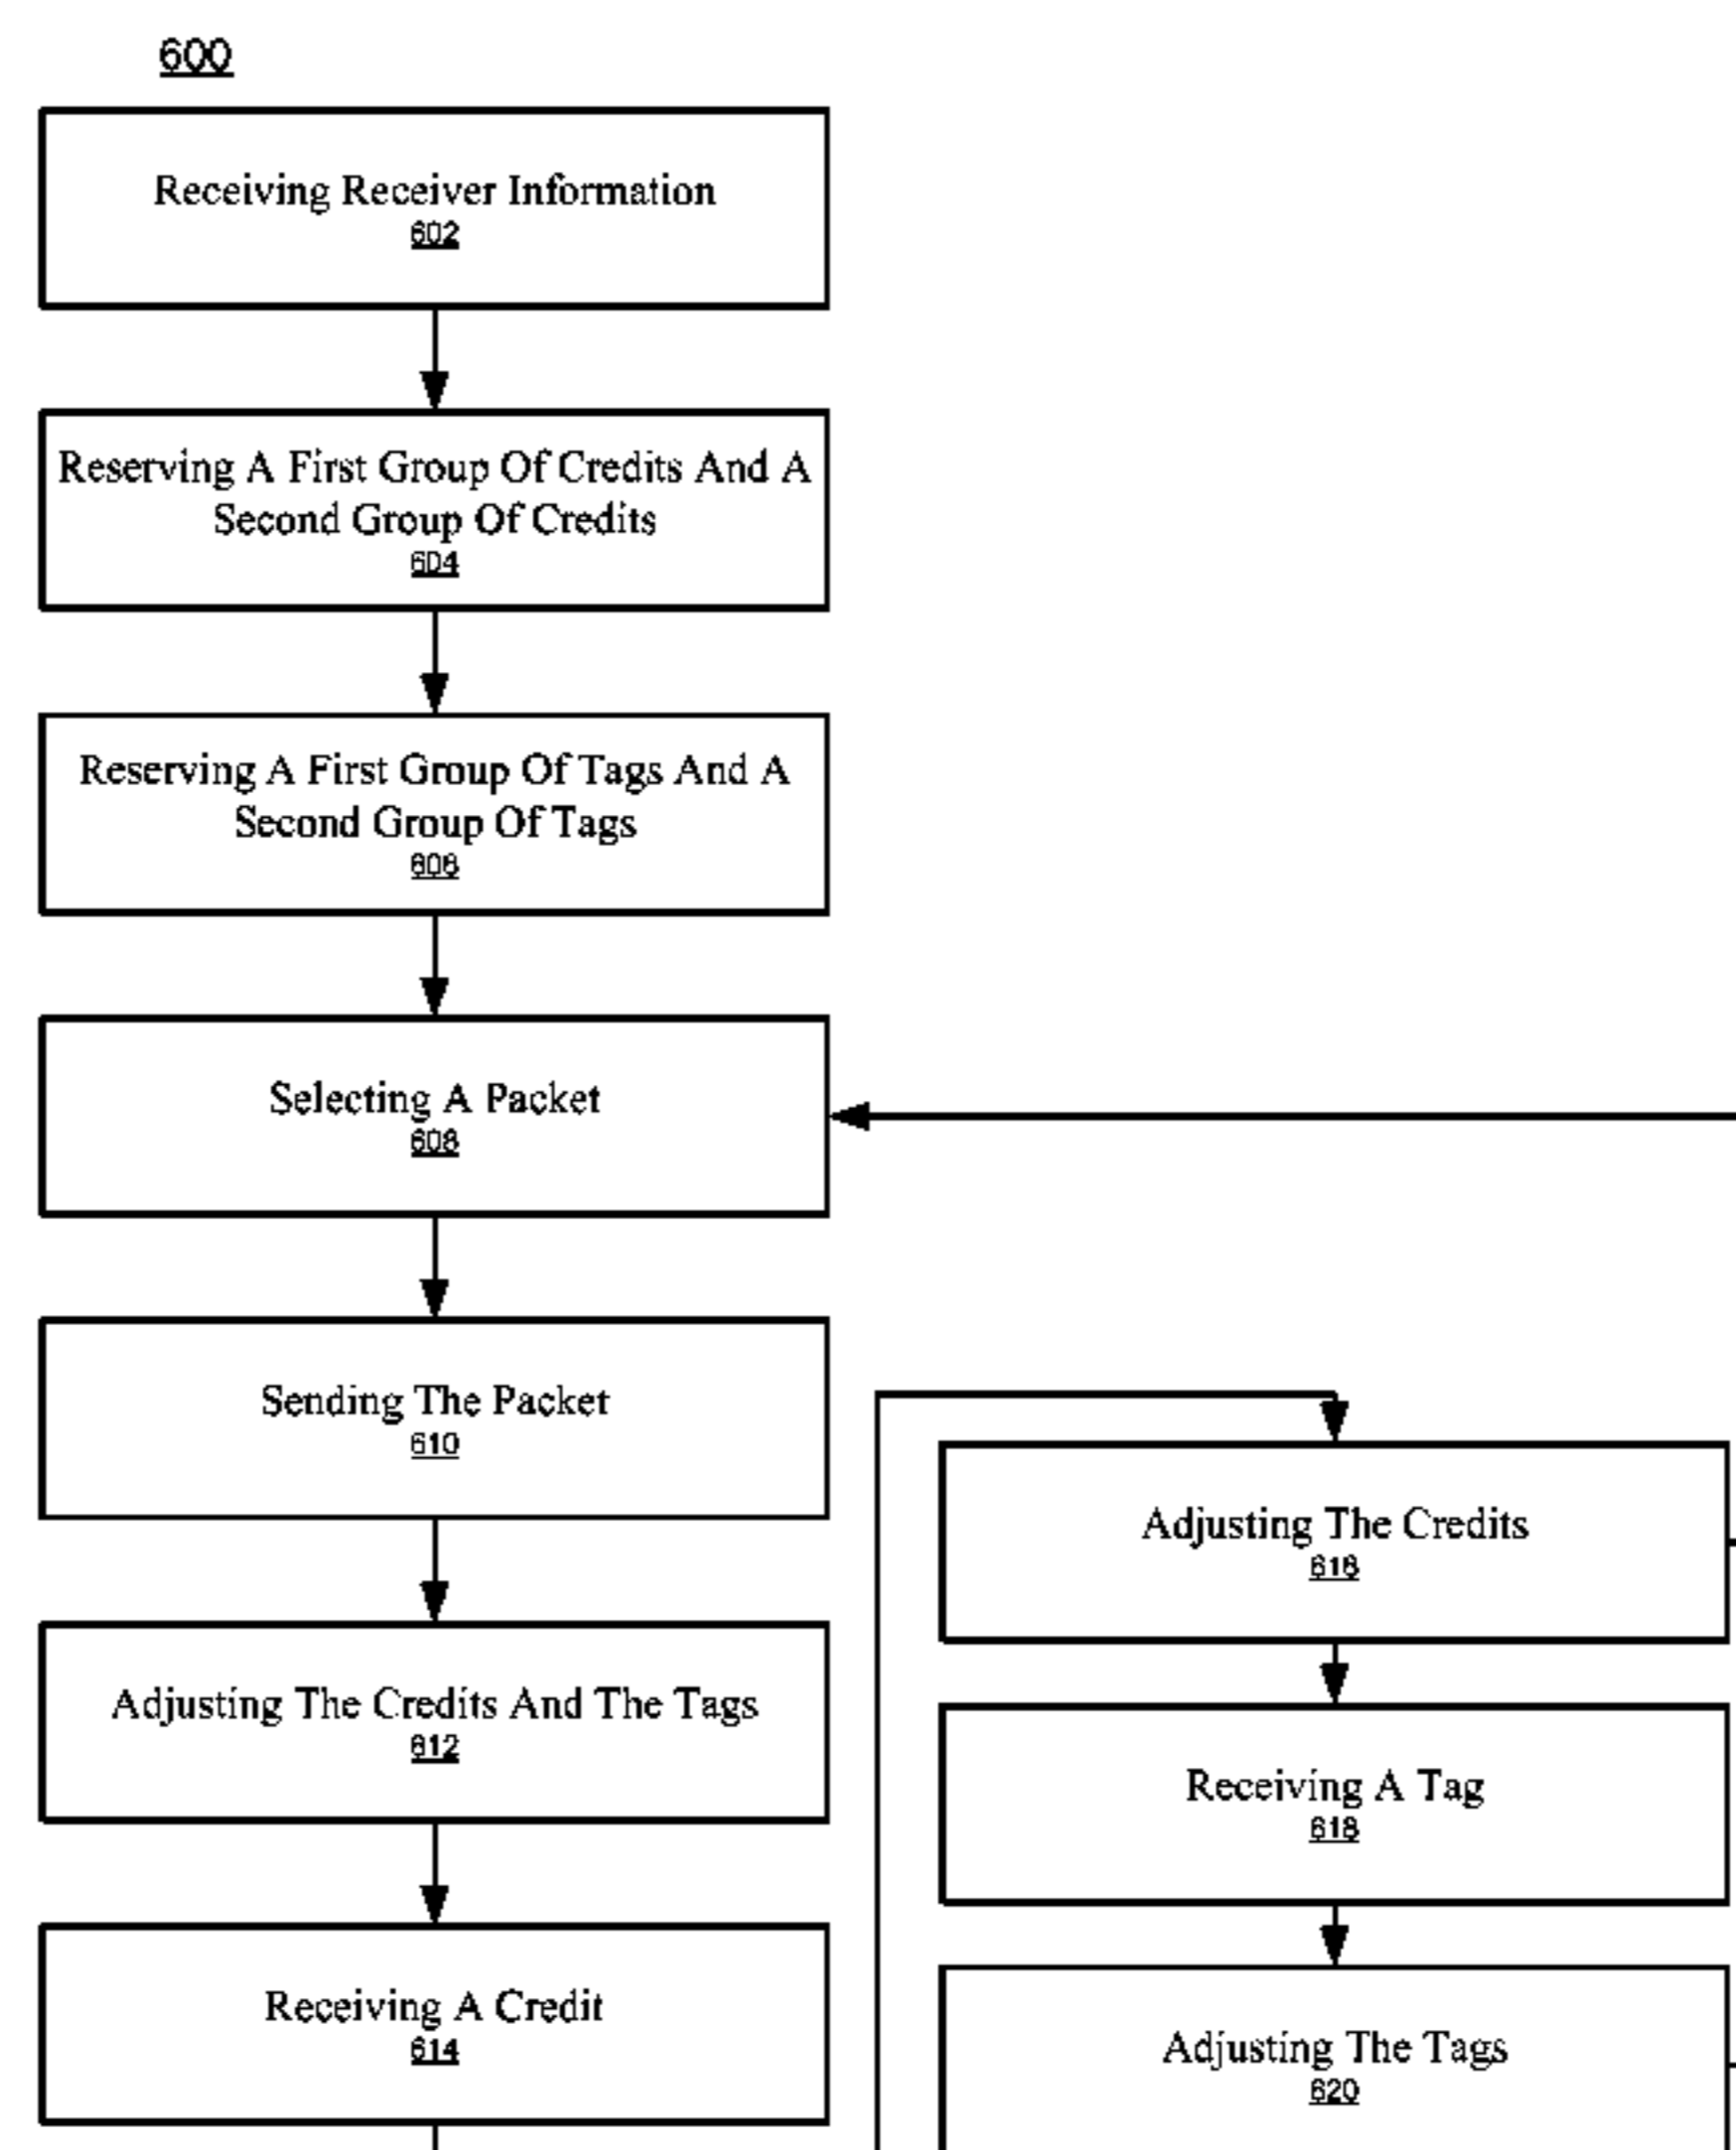 600
Receiving Receiver Information
602
Reserving A First Group Of Credits And A
Second Group Of Credits
604
Reserving A First Group Of Tags And A
Second Group Of Tags
606
Selecting A Packet
608
Sending The Packet
610
Adjusting The Credits And The Tags
612
Receiving A Credit
614
Adjusting The Credits
616
Receiving A Tag
618
Adjusting The Tags
620